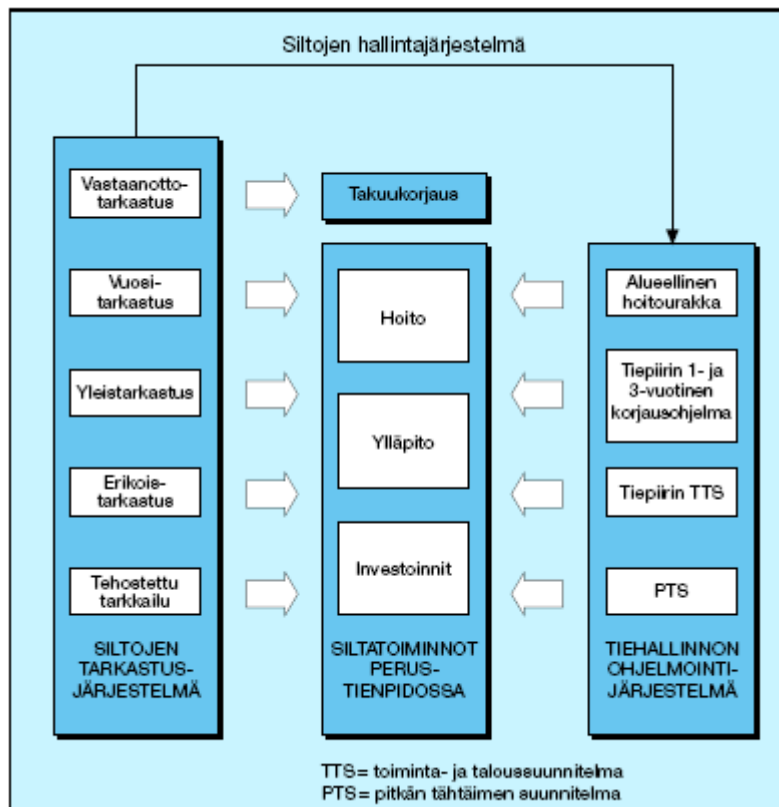 Siltojen hallintajärjestelmä
Vastaanotto-
tarkastus
Vuosi-
tarkastus
Yleistarkastus
Erikois-
tarkastus
Tehostettu
tarkkailu
SILTOJEN
TARKASTUS-
JÄRJESTELMÄ
Takuukorjaus
Hoito
Ylläpito
Investoinnit
SILTATOIMINNOT
PERUS-
TIENPIDOSSA
Alueellinen
hoitourakka
Tiepiirin 1- ja
3-vuotinen
korjausohjelma
Tiepiirin TTS
PTS
TIEHALLINNON
OHJELMOINTI-
JÄRJESTELMÄ
TTS= toiminta- ja taloussuunnitelma
PTS= pitkän tähtäimen suunnitelma